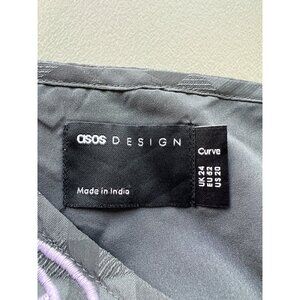 asos DESIGN
Made in India
Curve
UK 24
EU 52
US 20